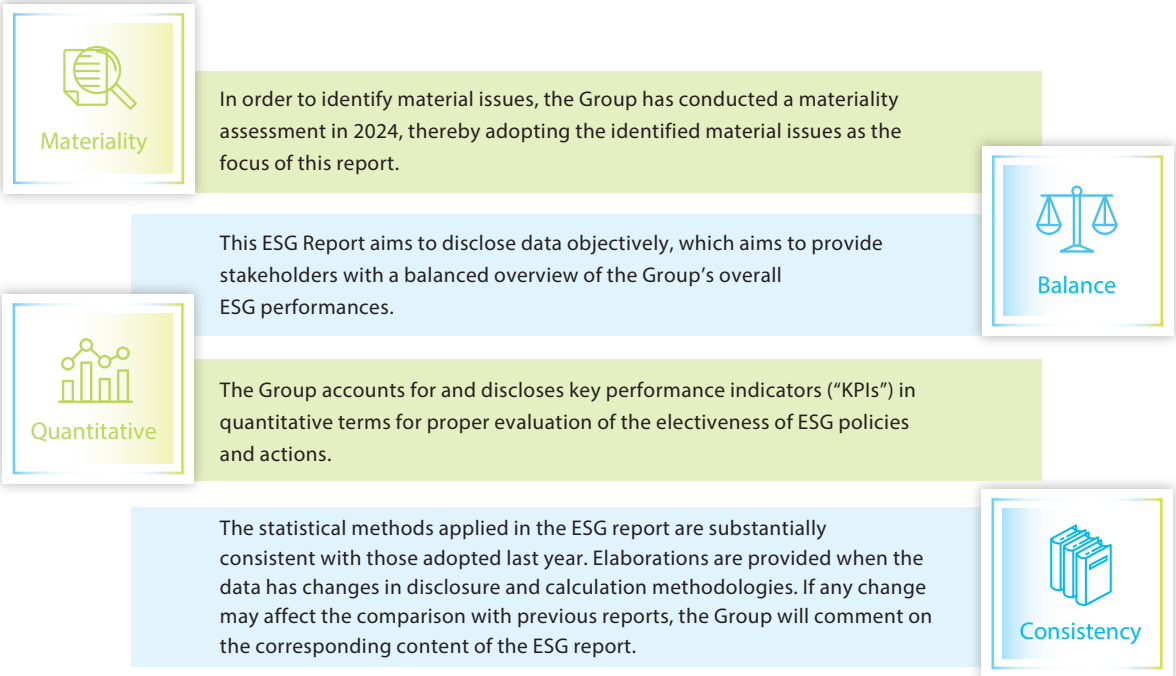 Materiality
In order to identify material issues, the Group has conducted a materiality
assessment in 2024, thereby adopting the identified material issues as the
focus of this report.
This ESG Report aims to disclose data objectively, which aims to provide
stakeholders with a balanced overview of the Group's overall
ESG performances.
Balance
Quantitative
The Group accounts for and discloses key performance indicators (“KPIs”) in
quantitative terms for proper evaluation of the electiveness of ESG policies
and actions.
The statistical methods applied in the ESG report are substantially
consistent with those adopted last year. Elaborations are provided when the
data has changes in disclosure and calculation methodologies. If any change
may affect the comparison with previous reports, the Group will comment on
the corresponding content of the ESG report.
Consistency